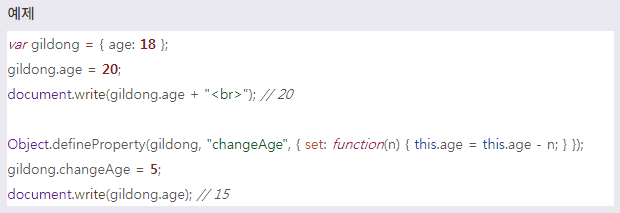 예제
var gildong = { age: 18 };
gildong.age = 20;
document.write(gildong.age + "<br>"); // 20
Object.defineProperty(gildong, "changeAge", { set: function(n) { this.age = this.age - n; } });
gildong.changeAge = 5;
document.write(gildong.age); // 15